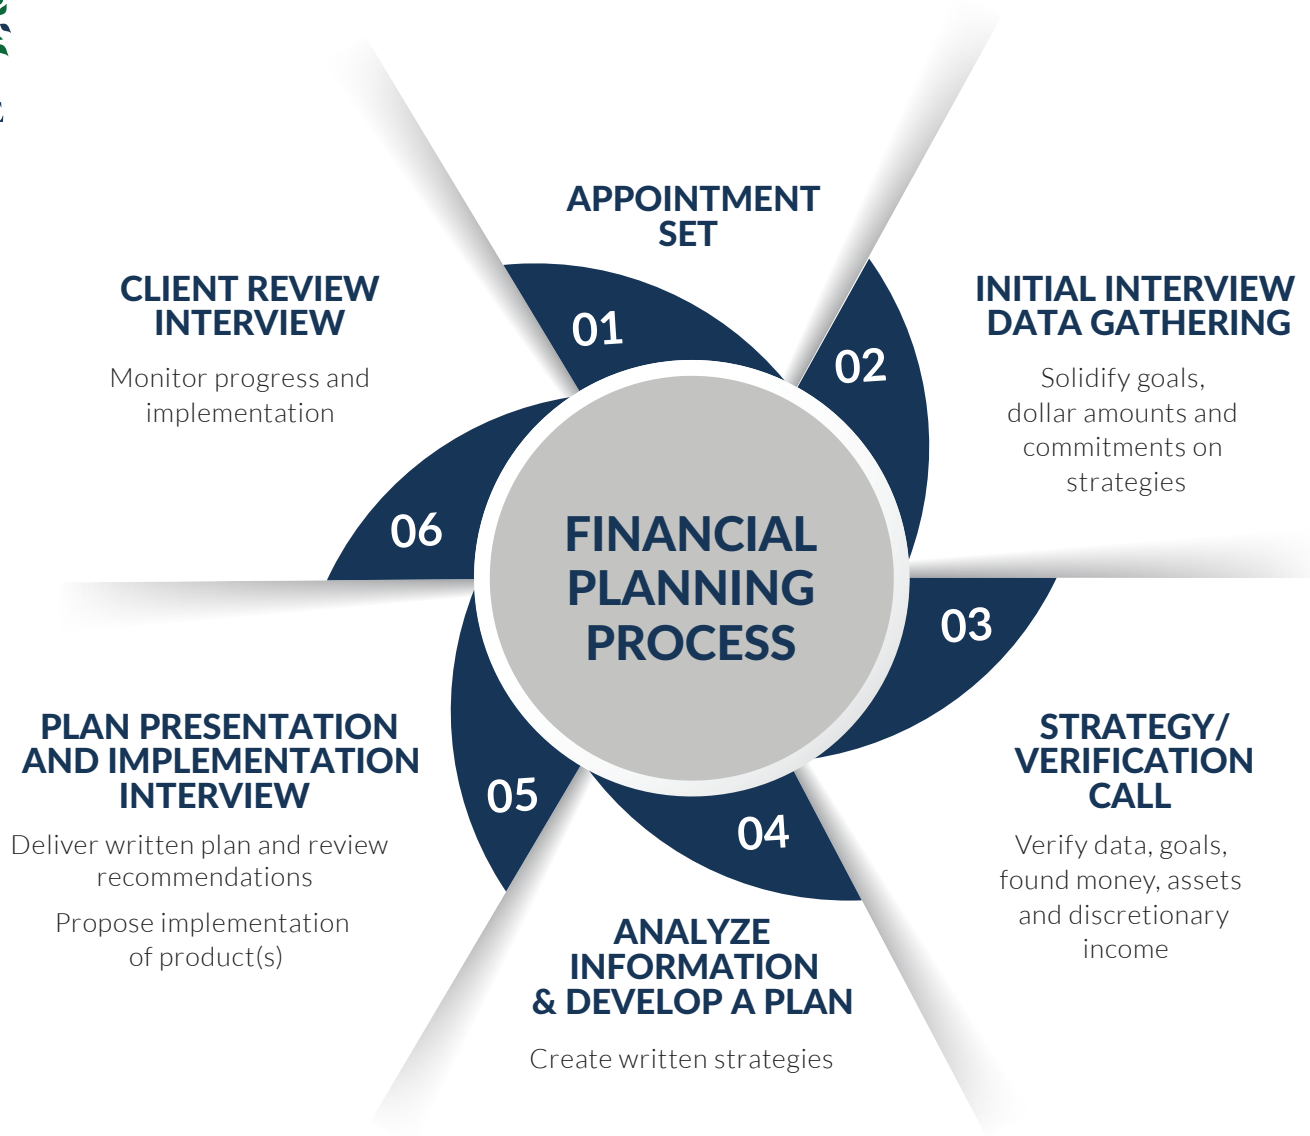 APPOINTMENT
SET
01
INITIAL INTERVIEW
DATA GATHERING
Solidify goals,
dollar amounts and
commitments on
strategies
02
STRATEGY/
VERIFICATION
CALL
Verify data, goals,
found money, assets
and discretionary
income
03
ANALYZE
INFORMATION
& DEVELOP A PLAN
Create written strategies
04
PLAN PRESENTATION
AND IMPLEMENTATION
INTERVIEW
Deliver written plan and review
recommendations
Propose implementation
of product(s)
05
CLIENT REVIEW
INTERVIEW
Monitor progress and
implementation
06
FINANCIAL
PLANNING
PROCESS